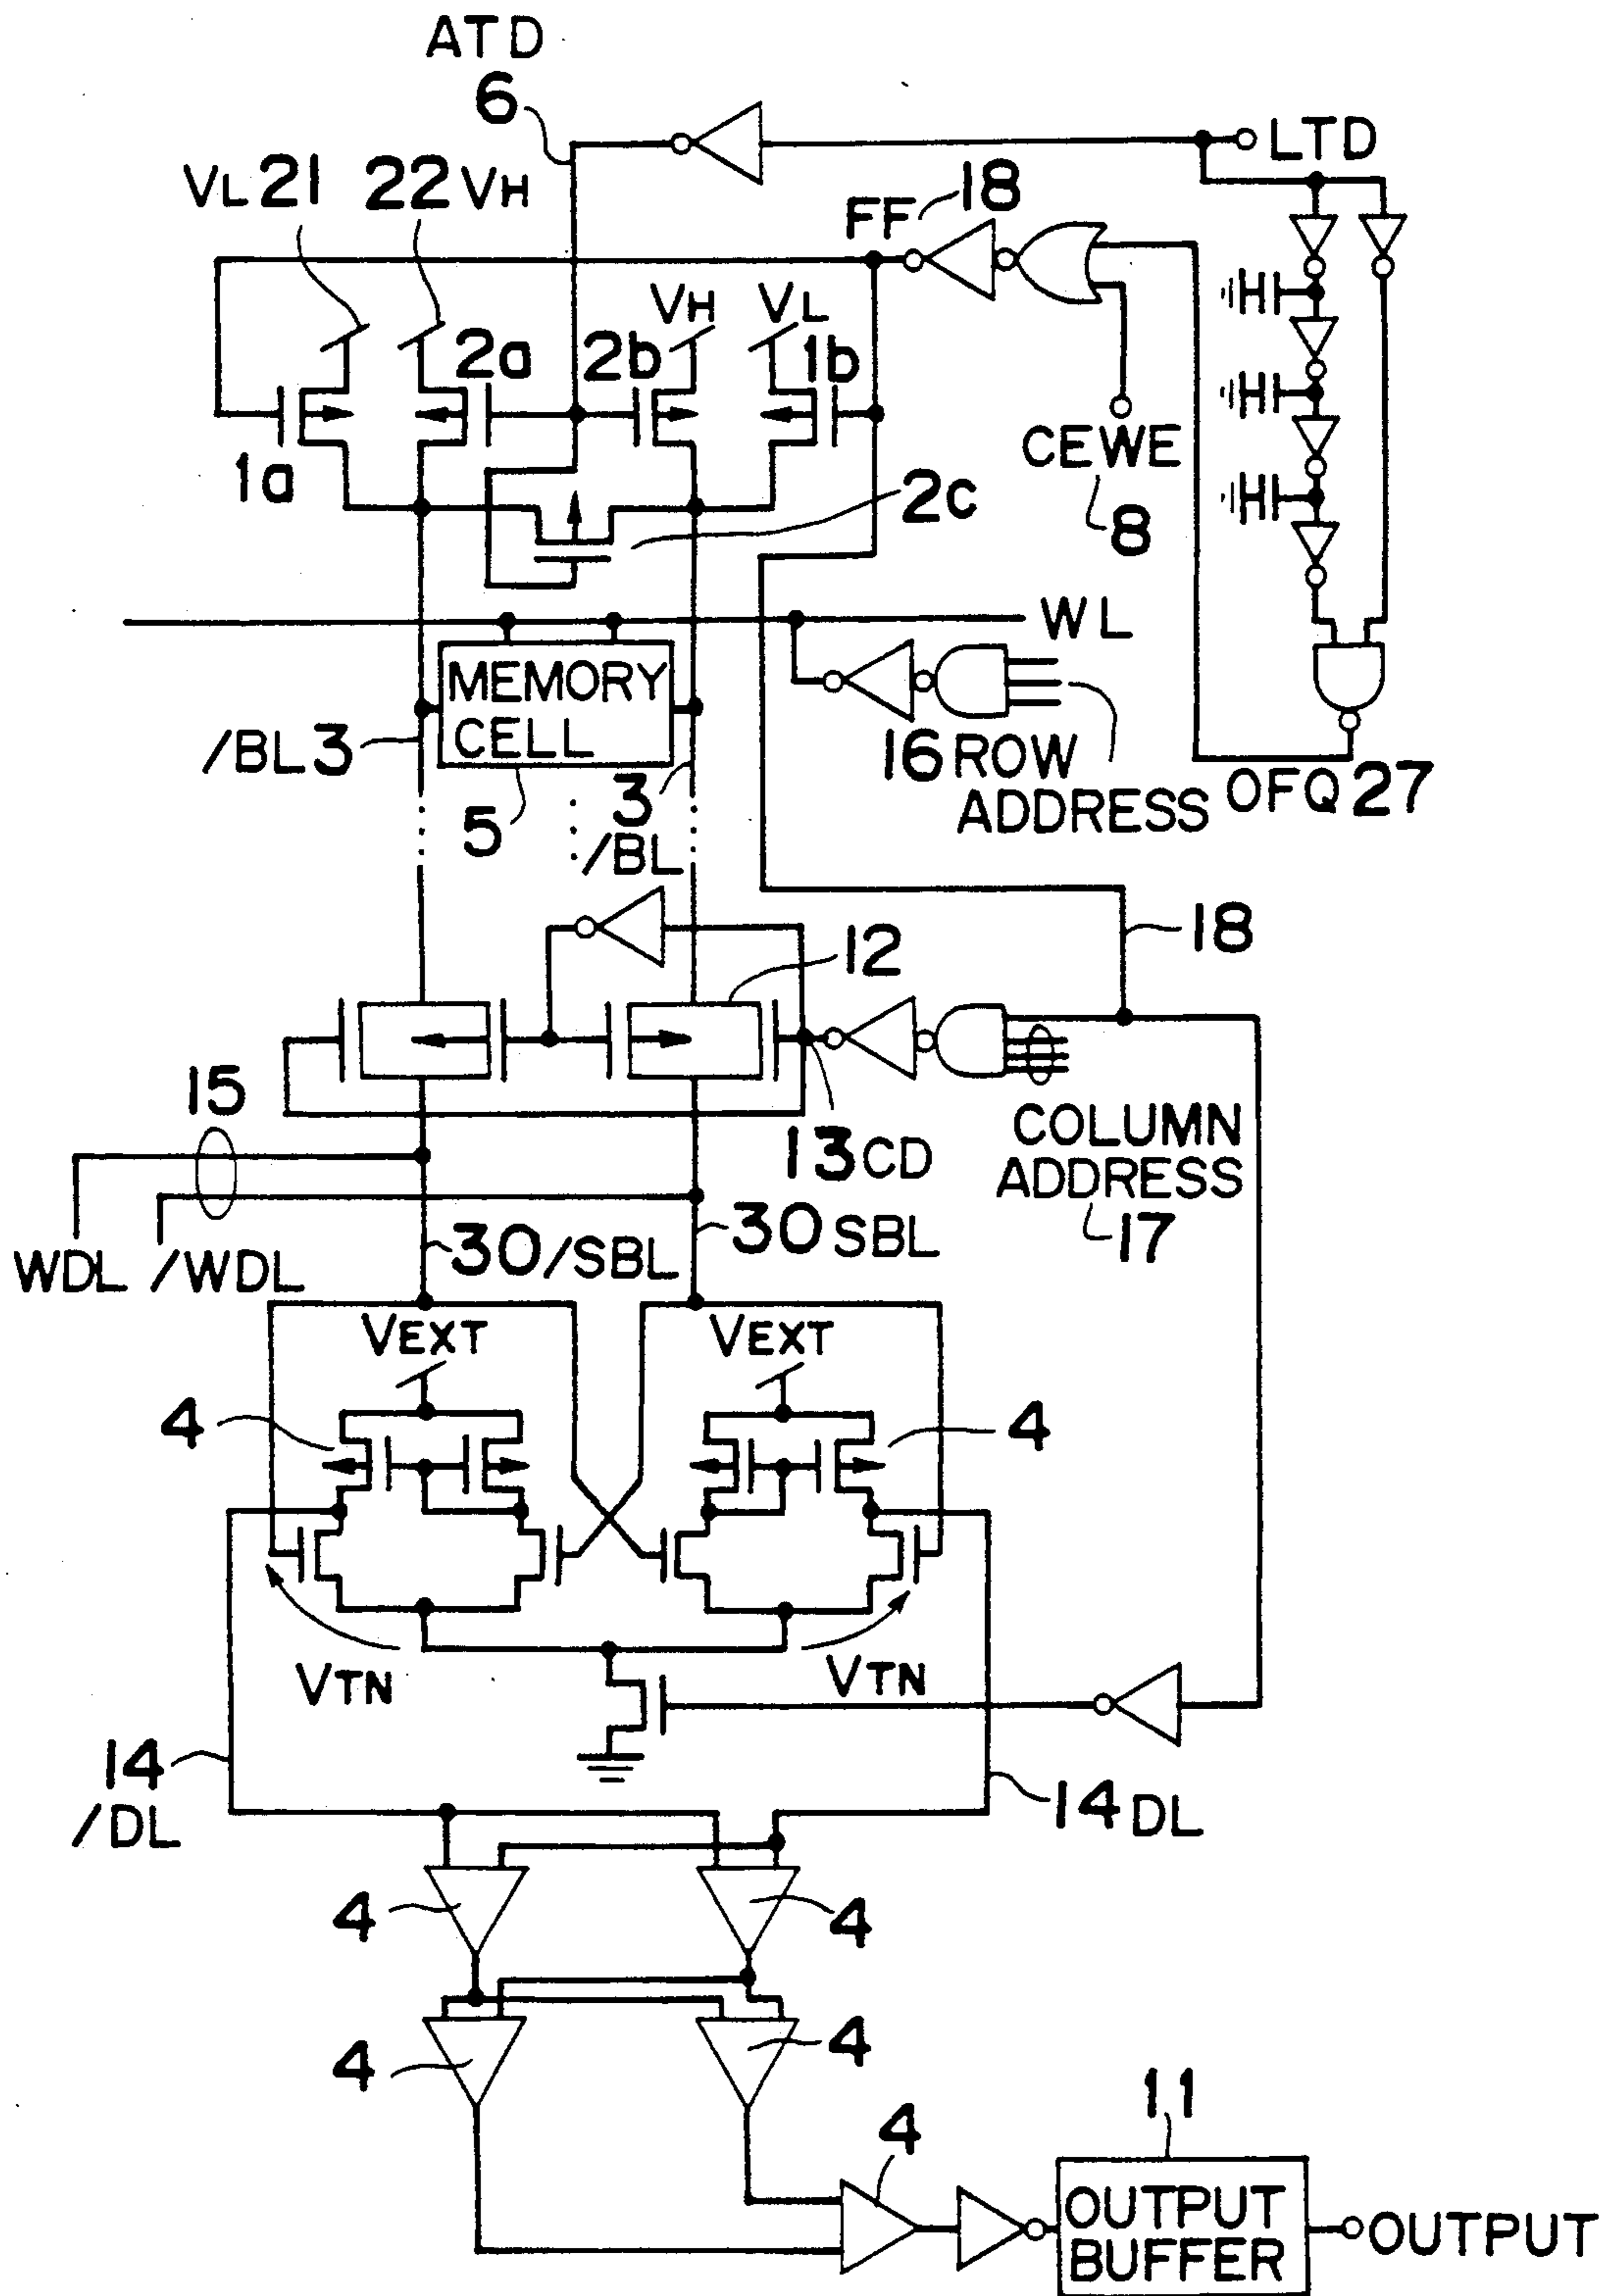 ATD
6
LTD
VL 21
22 VH
FF 18
VH
VL
2a
2b
1b
1a
CEWE
8
2c
WL
MEMORY
CELL
/BL 3
16 ROW
ADDRESS
OFQ 27
5
3
/BL
12
18
15
13 CD
COLUMN
ADDRESS
17
WDL
/WDL
30 /SBL
30 SBL
VEXT
VEXT
4
4
VTN
VTN
14
/DL
14 DL
4
4
4
4
4
11
OUTPUT
BUFFER
OUTPUT